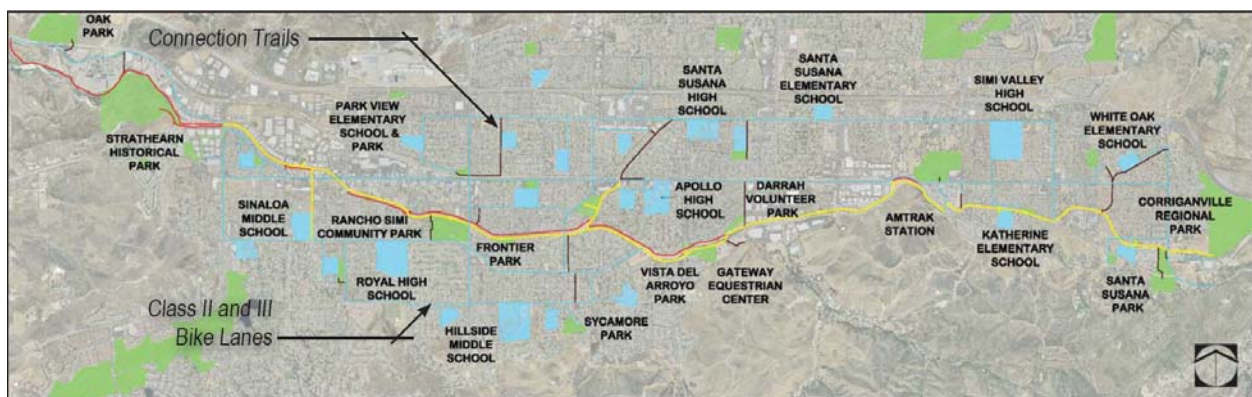 OAK
PARK
Connection Trails
SANTA
SUSANA
HIGH
SCHOOL
SANTA
SUSANA
ELEMENTARY
SCHOOL
SIMI VALLEY
HIGH
SCHOOL
PARK VIEW
ELEMENTARY
SCHOOL &
PARK
WHITE OAK
ELEMENTARY
SCHOOL
STRATHEARN
HISTORICAL
PARK
SINALOA
MIDDLE
SCHOOL
RANCHO SIMI
COMMUNITY PARK
APOLLO
HIGH
SCHOOL
DARRAH
VOLUNTEER
PARK
CORRIGANVILLE
REGIONAL
PARK
AMTRAK
STATION
KATHERINE
ELEMENTARY
SCHOOL
FRONTIER
PARK
ROYAL HIGH
SCHOOL
VISTA DEL
ARROYO
PARK
GATEWAY
EQUESTRIAN
CENTER
SANTA
SUSANA
PARK
Class II and III
Bike Lanes
HILLSIDE
MIDDLE
SCHOOL
SYCAMORE
PARK